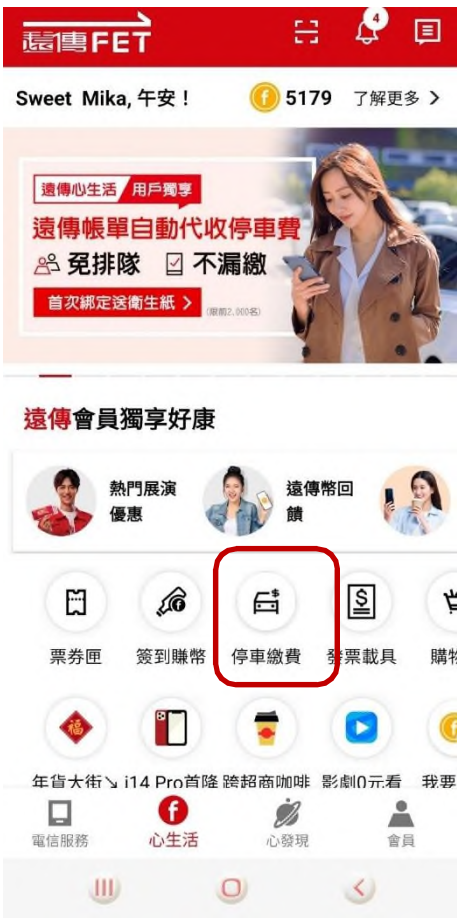 遠傳FET
4
Sweet Mika, 午安！
f 5179 了解更多 >
遠傳心生活 用戶獨享
遠傳帳單自動代收停車費
免排隊 不漏繳
首次綁定送衛生紙 >
(限前2,000名)
遠傳會員獨享好康
熱門展演
優惠
遠傳幣回
饋
票券匣 簽到賺幣 停車繳費 發票載具 購物
福
年貨大街↘ i14 Pro首降 跨超商咖啡 影劇0元看 我要
電信服務 心生活 心發現 會員